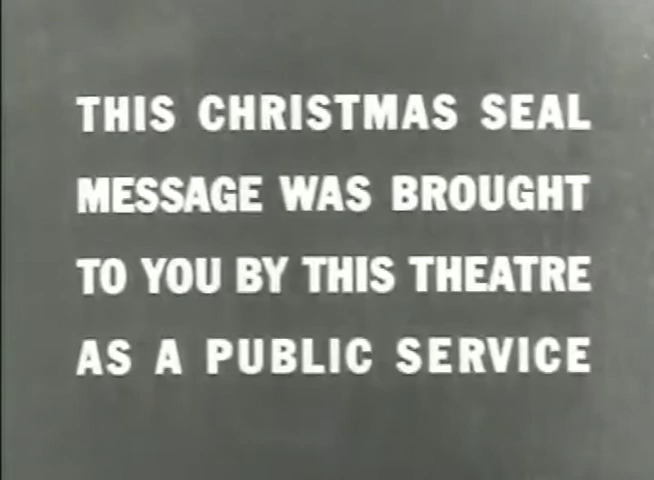 THIS CHRISTMAS SEAL
MESSAGE WAS BROUGHT
TO YOU BY THIS THEATRE
AS A PUBLIC SERVICE